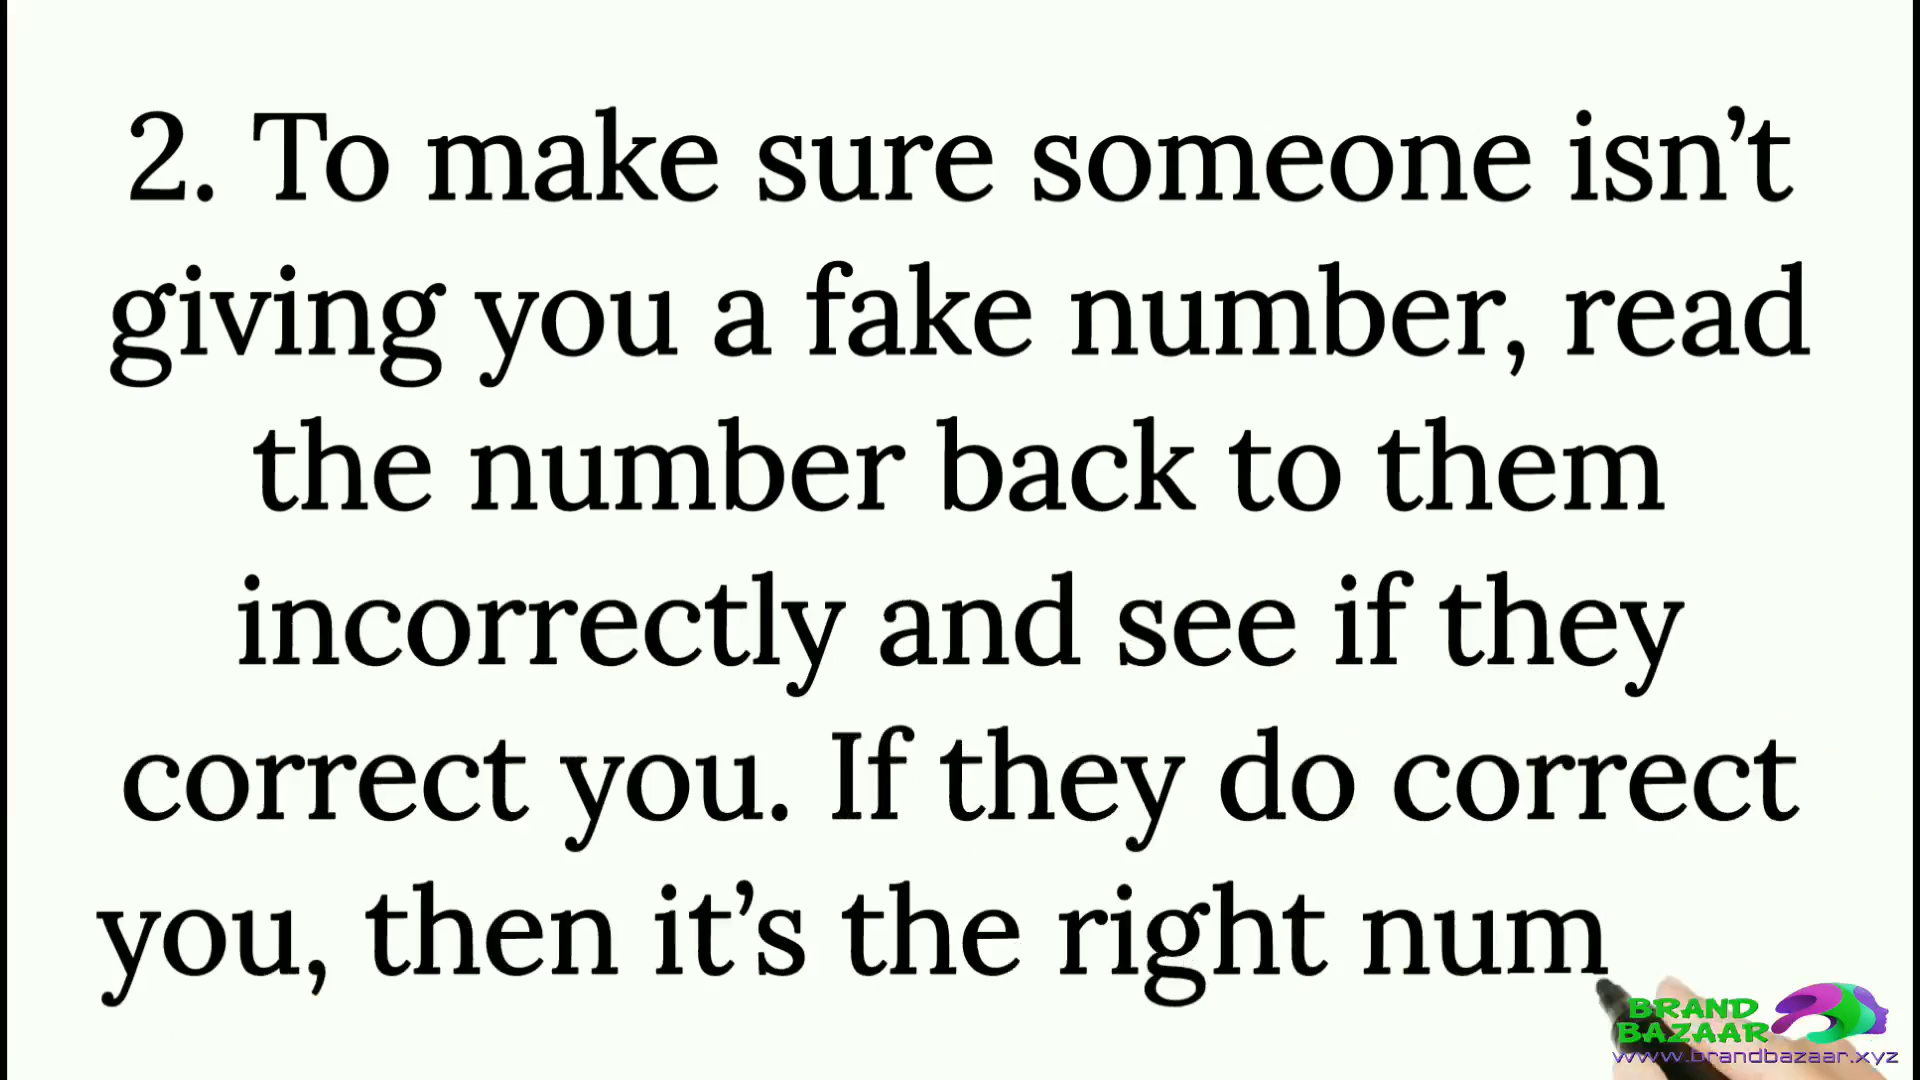 2. To make sure someone isn’t
giving you a fake number, read
the number back to them
incorrectly and see if they
correct you. If they do correct
you, then it’s the right num
BRAND
BAZAAR
www.brandbazaar.xyz